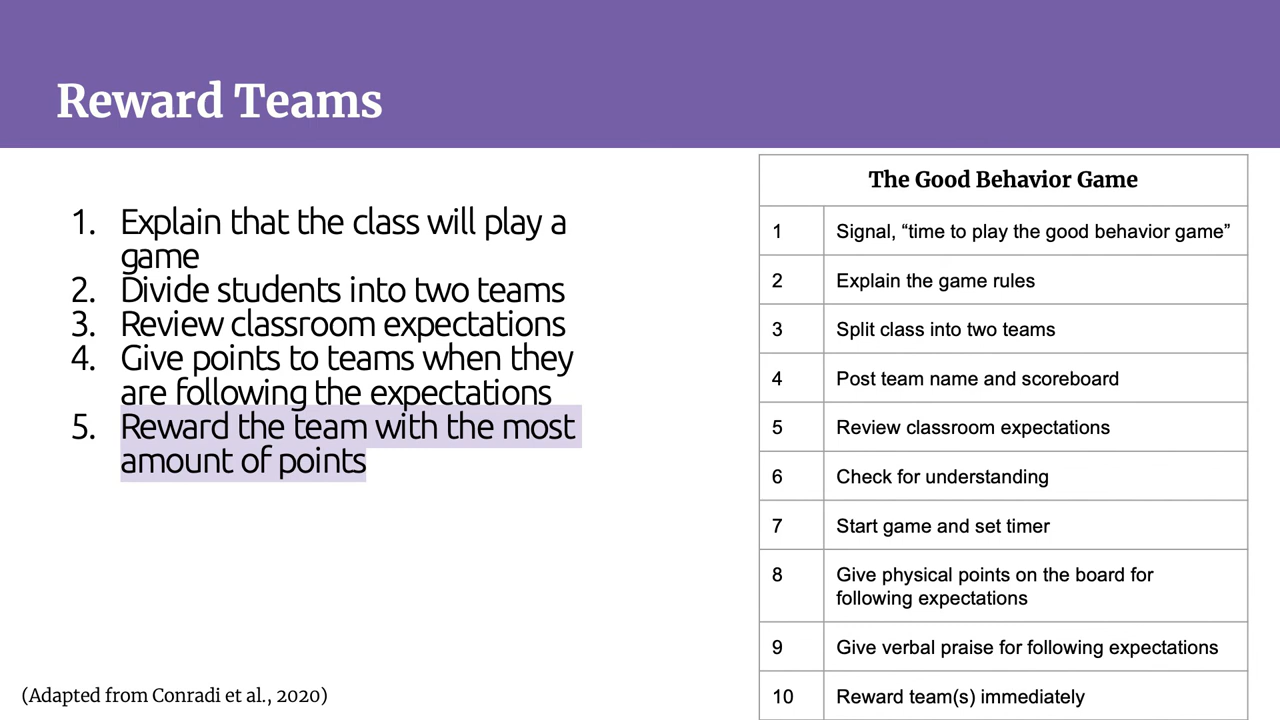 Reward Teams
1. Explain that the class will play a
game
2. Divide students into two teams
3. Review classroom expectations
4. Give points to teams when they
are following the expectations
5. Reward the team with the most
amount of points
(Adapted from Conradi et al., 2020)
The Good Behavior Game
1 Signal, “time to play the good behavior game”
2 Explain the game rules
3 Split class into two teams
4 Post team name and scoreboard
5 Review classroom expectations
6 Check for understanding
7 Start game and set timer
8 Give physical points on the board for
following expectations
9 Give verbal praise for following expectations
10 Reward team(s) immediately